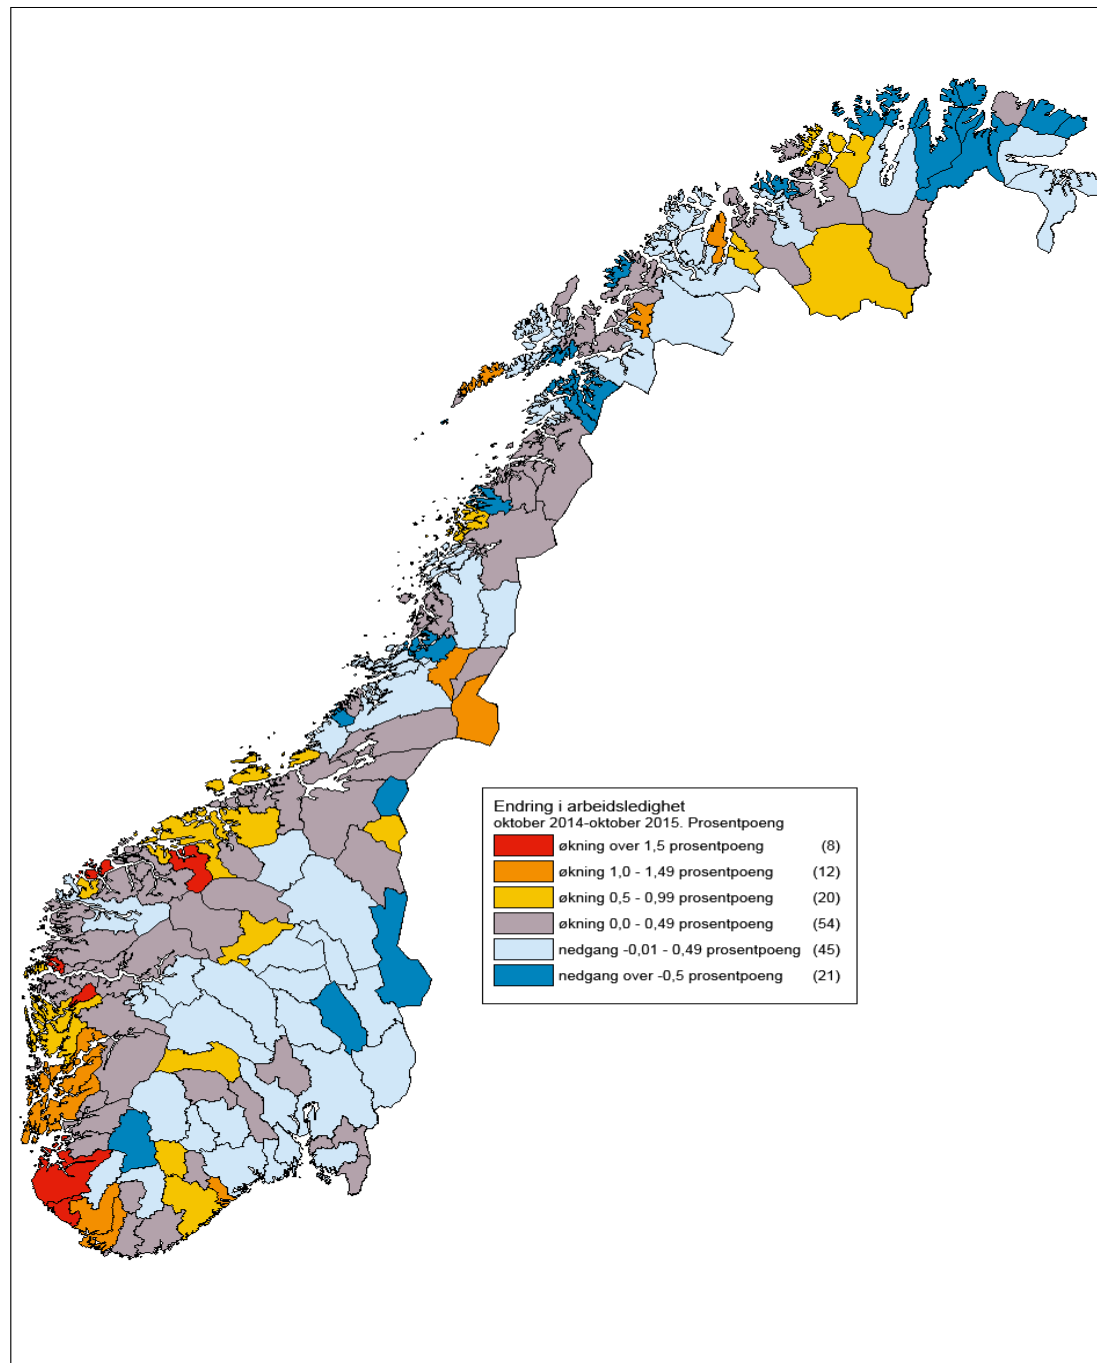 Endring i arbeidsledighet
oktober 2014-oktober 2015. Prosentpoeng
økning over 1,5 prosentpoeng (8)
økning 1,0 - 1,49 prosentpoeng (12)
økning 0,5 - 0,99 prosentpoeng (20)
økning 0,0 - 0,49 prosentpoeng (54)
nedgang -0,01 - 0,49 prosentpoeng (45)
nedgang over -0,5 prosentpoeng (21)